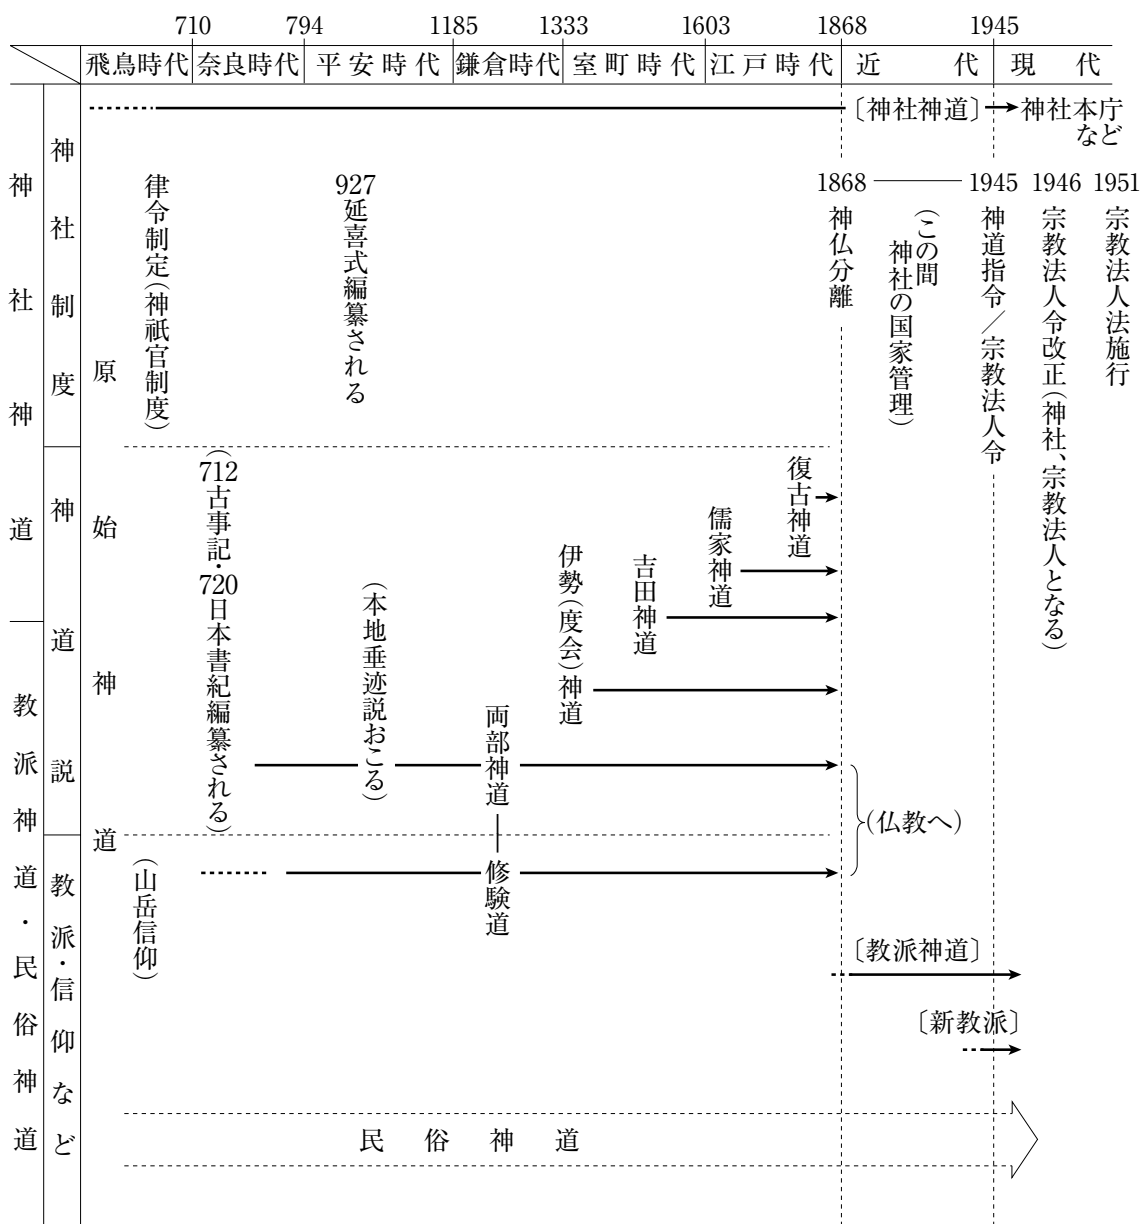 710 794 1185 1333 1603 1868 1945
飛鳥時代 奈良時代 平安時代 鎌倉時代 室町時代 江戸時代 近代 現代
神社神道
教派神道・民俗神道
神社制度
神道説
教派・信仰など
原始神道
〔神社神道〕
神社本庁
など
律令制定(神祇官制度)
927
延喜式編纂される
1868
神仏分離
(この間
神社の国家管理)
1945
神道指令/宗教法人令
1946
宗教法人令改正(神社、宗教法人となる)
1951
宗教法人法施行
(712古事記・720日本書紀編纂される)
(本地垂迹説おこる)
両部神道
伊勢(度会)神道
吉田神道
儒家神道
復古神道
(仏教へ)
(山岳信仰)
修験道
〔教派神道〕
〔新教派〕
民俗神道